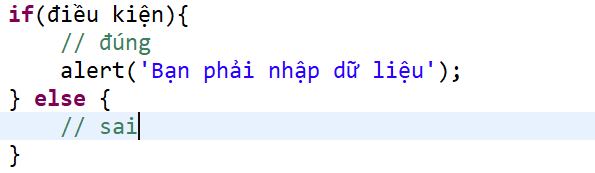 if(điều kiện){
    // đúng
    alert('Bạn phải nhập dữ liệu');
} else {
    // sai
}